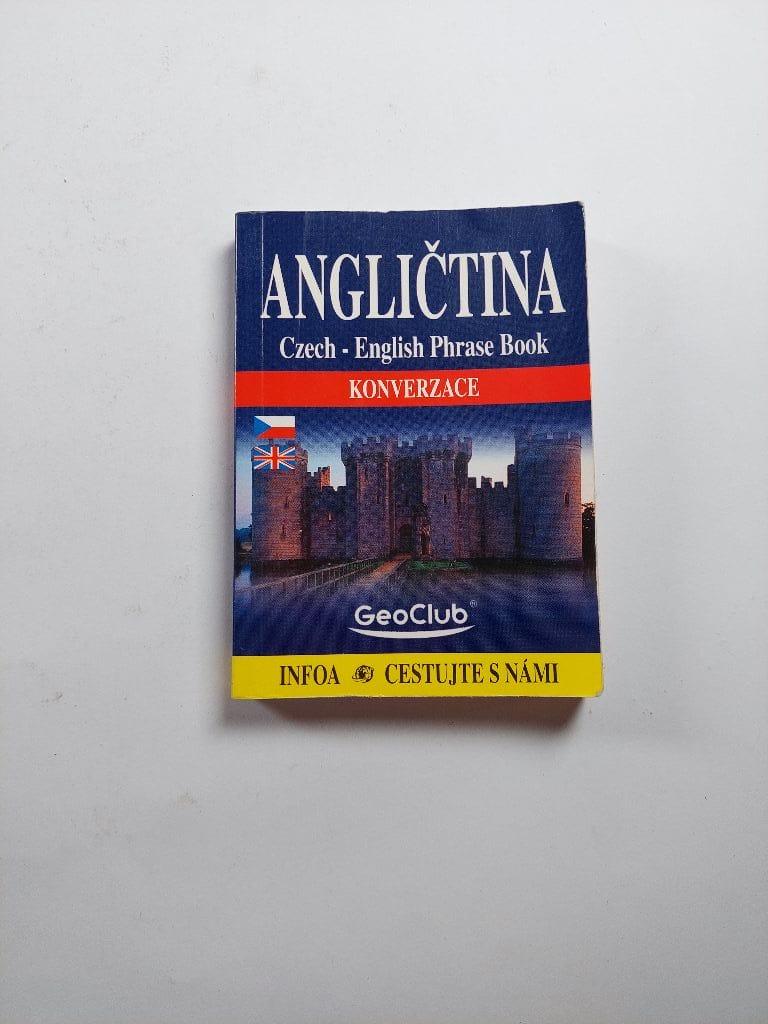 ANGLIČTINA
Czech - English Phrase Book
KONVERZACE
GeoClub®
INFOA CESTUJTE S NÁMI